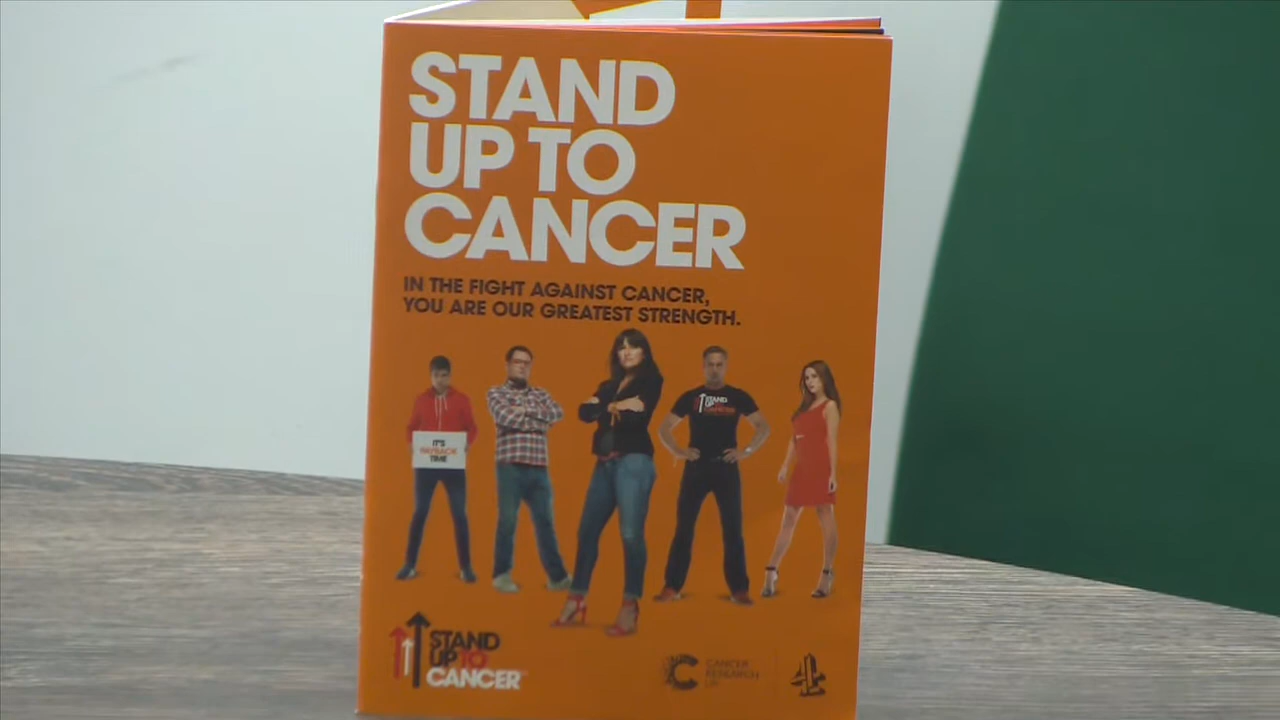 STAND
UP TO
CANCER
IN THE FIGHT AGAINST CANCER,
YOU ARE OUR GREATEST STRENGTH.
STAND
UP TO
CANCER
IT'S
PAYBACK
TIME
STAND
UP TO
CANCER
CANCER
RESEARCH
UK
4